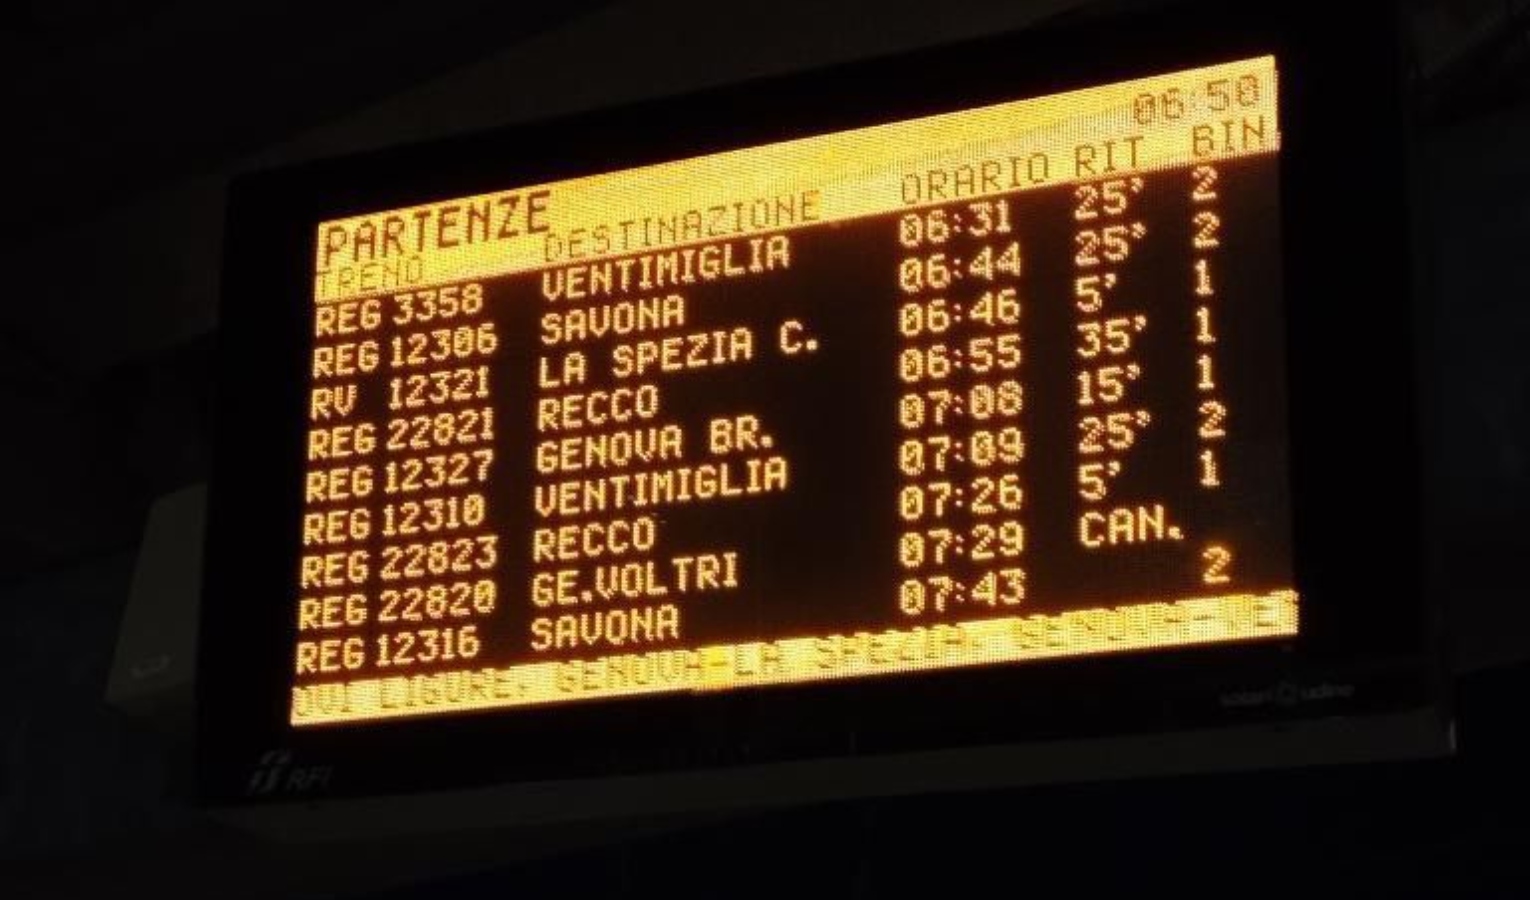 06:50
PARTENZE
TRENO DESTINAZIONE ORARIO RIT BIN
REG 3358 VENTIMIGLIA 06:31 25' 2
REG 12306 SAVONA 06:44 25' 2
RV 12321 LA SPEZIA C. 06:46 5' 1
REG 22821 RECCO 06:55 35' 1
REG 12327 GENOVA BR. 07:08 15' 1
REG 12310 VENTIMIGLIA 07:09 25' 2
REG 22823 RECCO 07:26 5' 1
REG 22820 GE.VOLTRI 07:29 CAN.
REG 12316 SAVONA 07:43 2
OVI LIGURE, GENOVA-LA SPEZIA, GENOVA-VE
RFI